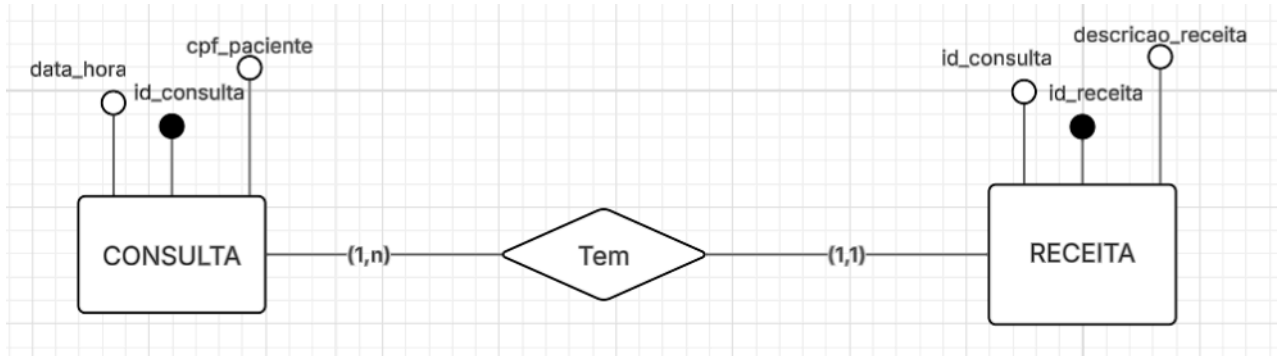 cpf_paciente
data_hora
id_consulta
CONSULTA
(1,n)
Tem
(1,1)
descricao_receita
id_consulta
id_receita
RECEITA